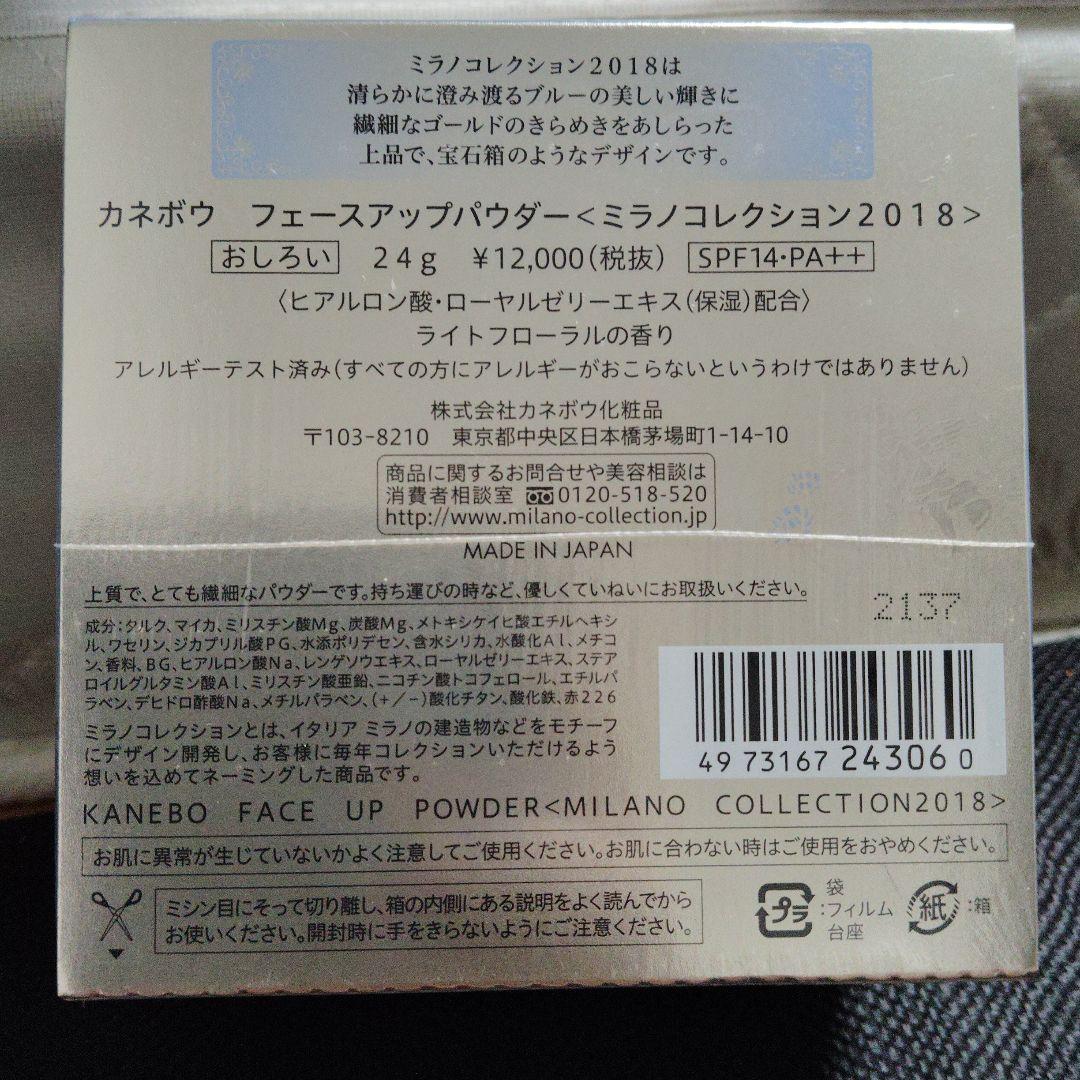 ミラノコレクション2018は
清らかに澄み渡るブルーの美しい輝きに
繊細なゴールドのきらめきをあしらった
上品で、宝石箱のようなデザインです。
カネボウ　フェースアップパウダー＜ミラノコレクション2018＞
おしろい　24g　￥12,000(税抜)　SPF14・PA++
〈ヒアルロン酸・ローヤルゼリーエキス(保湿)配合〉
ライトフローラルの香り
アレルギーテスト済み(すべての方にアレルギーがおこらないというわけではありません)
株式会社カネボウ化粧品
〒103-8210　東京都中央区日本橋茅場町1-14-10
商品に関するお問合せや美容相談は
消費者相談室 0120-518-520
http://www.milano-collection.jp
MADE IN JAPAN
上質で、とても繊細なパウダーです。持ち運びの時など、優しくていねいにお取扱いください。
2137
成分:タルク、マイカ、ミリスチン酸Mg、炭酸Mg、メトキシケイヒ酸エチルヘキシ
ル、ワセリン、ジカプリル酸PG、水添ポリデセン、含水シリカ、水酸化Al、メチコ
ン、香料、BG、ヒアルロン酸Na、レンゲソウエキス、ローヤルゼリーエキス、ステア
ロイルグルタミン酸Al、ミリスチン酸亜鉛、ニコチン酸トコフェロール、エチルパ
ラベン、デヒドロ酢酸Na、メチルパラベン、(+/-)酸化チタン、酸化鉄、赤226
ミラノコレクションとは、イタリア ミラノの建造物などをモチーフ
にデザイン開発し、お客様に毎年コレクションいただけるよう
想いを込めてネーミングした商品です。
49 73167 24306 0
KANEBO FACE UP POWDER<MILANO COLLECTION2018>
お肌に異常が生じていないかよく注意してご使用ください。お肌に合わない時はご使用をおやめください。
ミシン目にそって切り離し、箱の内側にある説明をよく読んでから
お使いください。開封時に手をきらないようにご注意ください。
プラ
袋
:フィルム
台座
紙
:箱